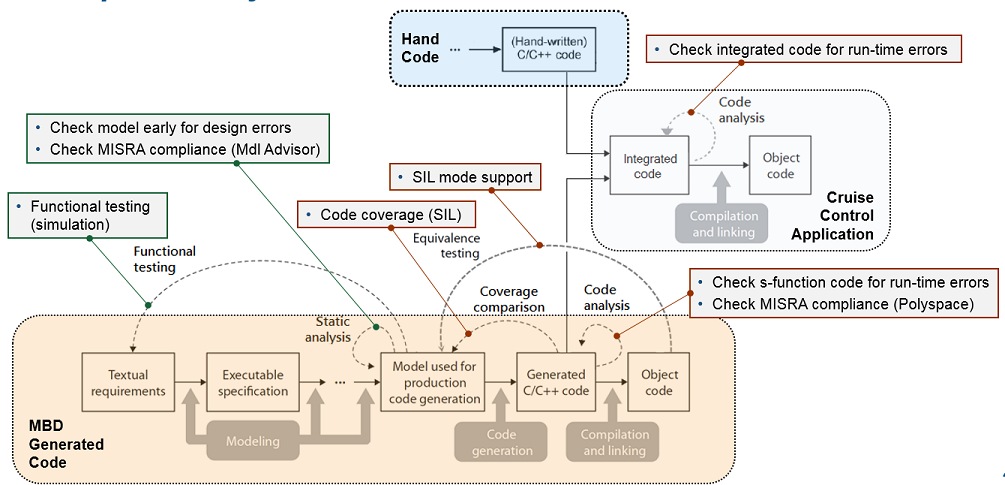 Hand
Code
...
(Hand-written)
C/C++ code
• Check integrated code for run-time errors
Code
analysis
Integrated
code
Object
code
Compilation
and linking
Cruise
Control
Application
• Check model early for design errors
• Check MISRA compliance (Mdl Advisor)
• SIL mode support
• Functional testing
(simulation)
• Code coverage (SIL)
Functional
testing
Equivalence
testing
• Check s-function code for run-time errors
• Check MISRA compliance (Polyspace)
Static
analysis
Coverage
comparison
Code
analysis
Textual
requirements
Executable
specification
...
Model used for
production
code generation
Generated
C/C++ code
Object
code
MBD
Generated
Code
Modeling
Code
generation
Compilation
and linking